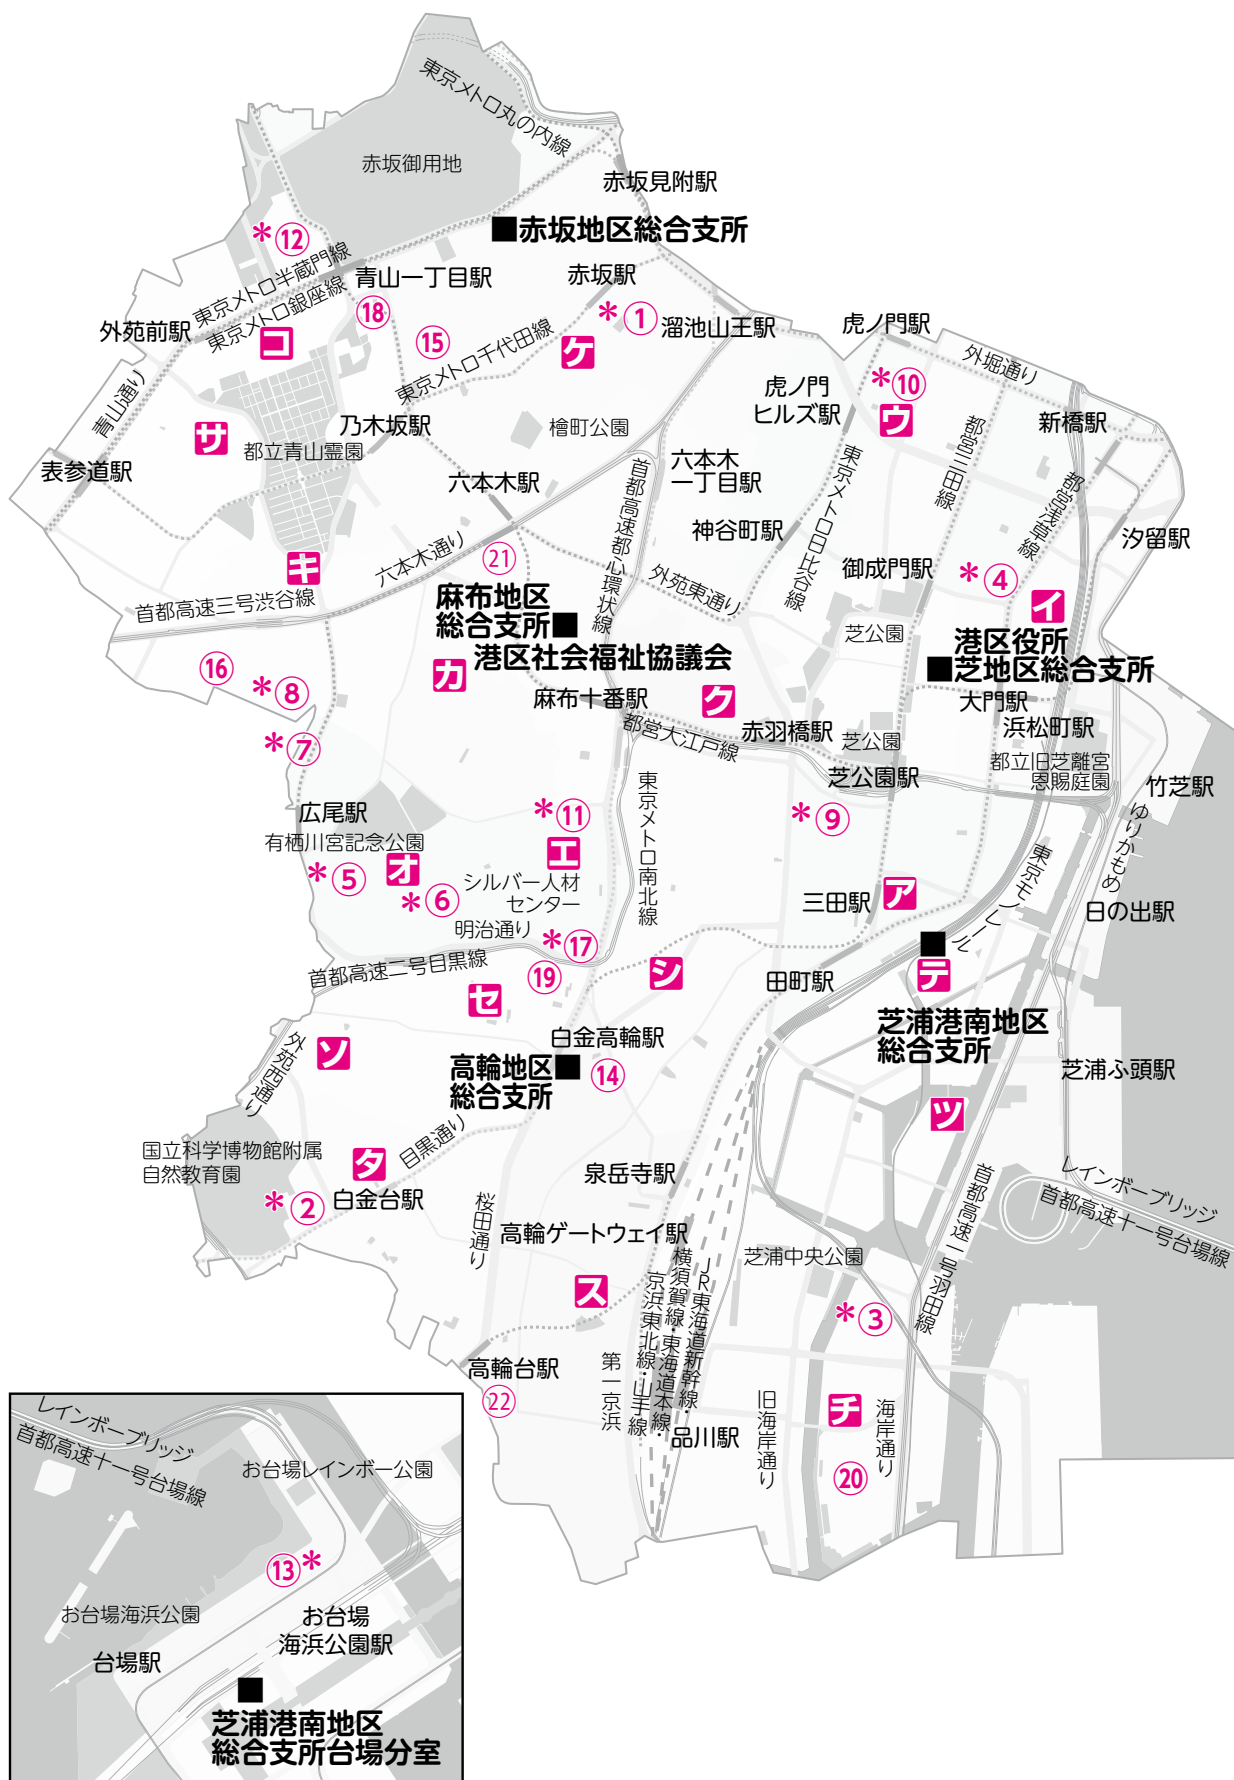 東京メトロ丸の内線
赤坂御用地
赤坂見附駅
■赤坂地区総合支所
*⑫
東京メトロ半蔵門線
東京メトロ銀座線
青山一丁目駅
赤坂駅
⑱
*①
溜池山王駅
虎ノ門駅
外苑前駅
コ
⑮
東京メトロ千代田線
ケ
外堀通り
青山通り
*⑩
虎ノ門
ヒルズ駅
ウ
新橋駅
サ
乃木坂駅
檜町公園
都立青山霊園
表参道駅
六本木駅
六本木
一丁目駅
首都高速都心環状線
東京メトロ日比谷線
都営三田線
都営浅草線
神谷町駅
汐留駅
六本木通り
㉑
キ
外苑東通り
御成門駅
*④
首都高速三号渋谷線
麻布地区
総合支所■
イ
芝公園
港区役所
■芝地区総合支所
港区社会福祉協議会
カ
⑯
*⑧
麻布十番駅
ク
大門駅
赤羽橋駅
浜松町駅
*⑦
都営大江戸線
芝公園
都立旧芝離宮
恩賜庭園
芝公園駅
竹芝駅
広尾駅
*⑪
*⑨
東京メトロ南北線
ゆりかもめ
有栖川宮記念公園
エ
東京モノレール
*⑤
オ
シルバー人材
センター
*⑥
三田駅
ア
日の出駅
明治通り
*⑰
■
首都高速二号目黒線
⑲
シ
田町駅
テ
セ
芝浦港南地区
総合支所
外苑西通り
ソ
白金高輪駅
高輪地区■
総合支所
⑭
芝浦ふ頭駅
ツ
国立科学博物館附属
自然教育園
タ
目黒通り
泉岳寺駅
レインボーブリッジ
首都高速十一号台場線
白金台駅
*②
桜田通り
首都高速一号羽田線
高輪ゲートウェイ駅
芝浦中央公園
ス
JR東海道新幹線・
横須賀線・東海道本線・
京浜東北線・山手線
*③
高輪台駅
第一京浜
㉒
旧海岸通り
チ
海岸通り
品川駅
⑳
レインボーブリッジ
首都高速十一号台場線
お台場レインボー公園
⑬*
お台場海浜公園
お台場
海浜公園駅
台場駅
■
芝浦港南地区
総合支所台場分室